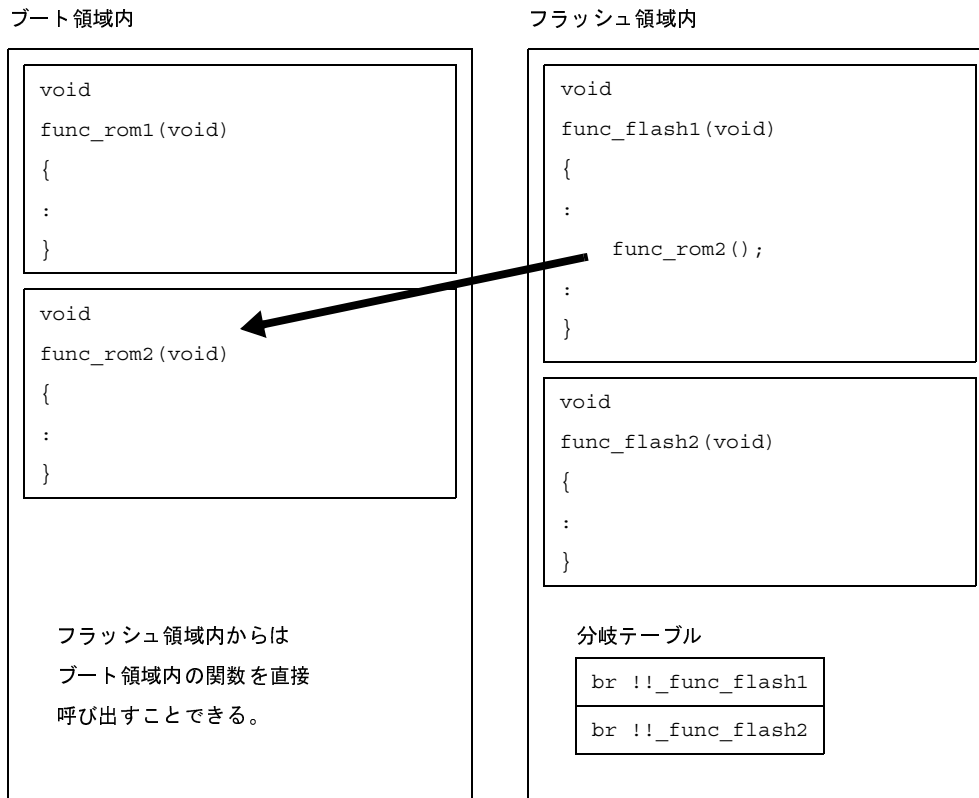 ブート領域内
void
func_rom1(void)
{
:
}
void
func_rom2(void)
{
:
}
フラッシュ領域内からは
ブート領域内の関数を直接
呼び出すことできる。
フラッシュ領域内
void
func_flash1(void)
{
:
func_rom2();
:
}
void
func_flash2(void)
{
:
}
分岐テーブル
br !!_func_flash1
br !!_func_flash2